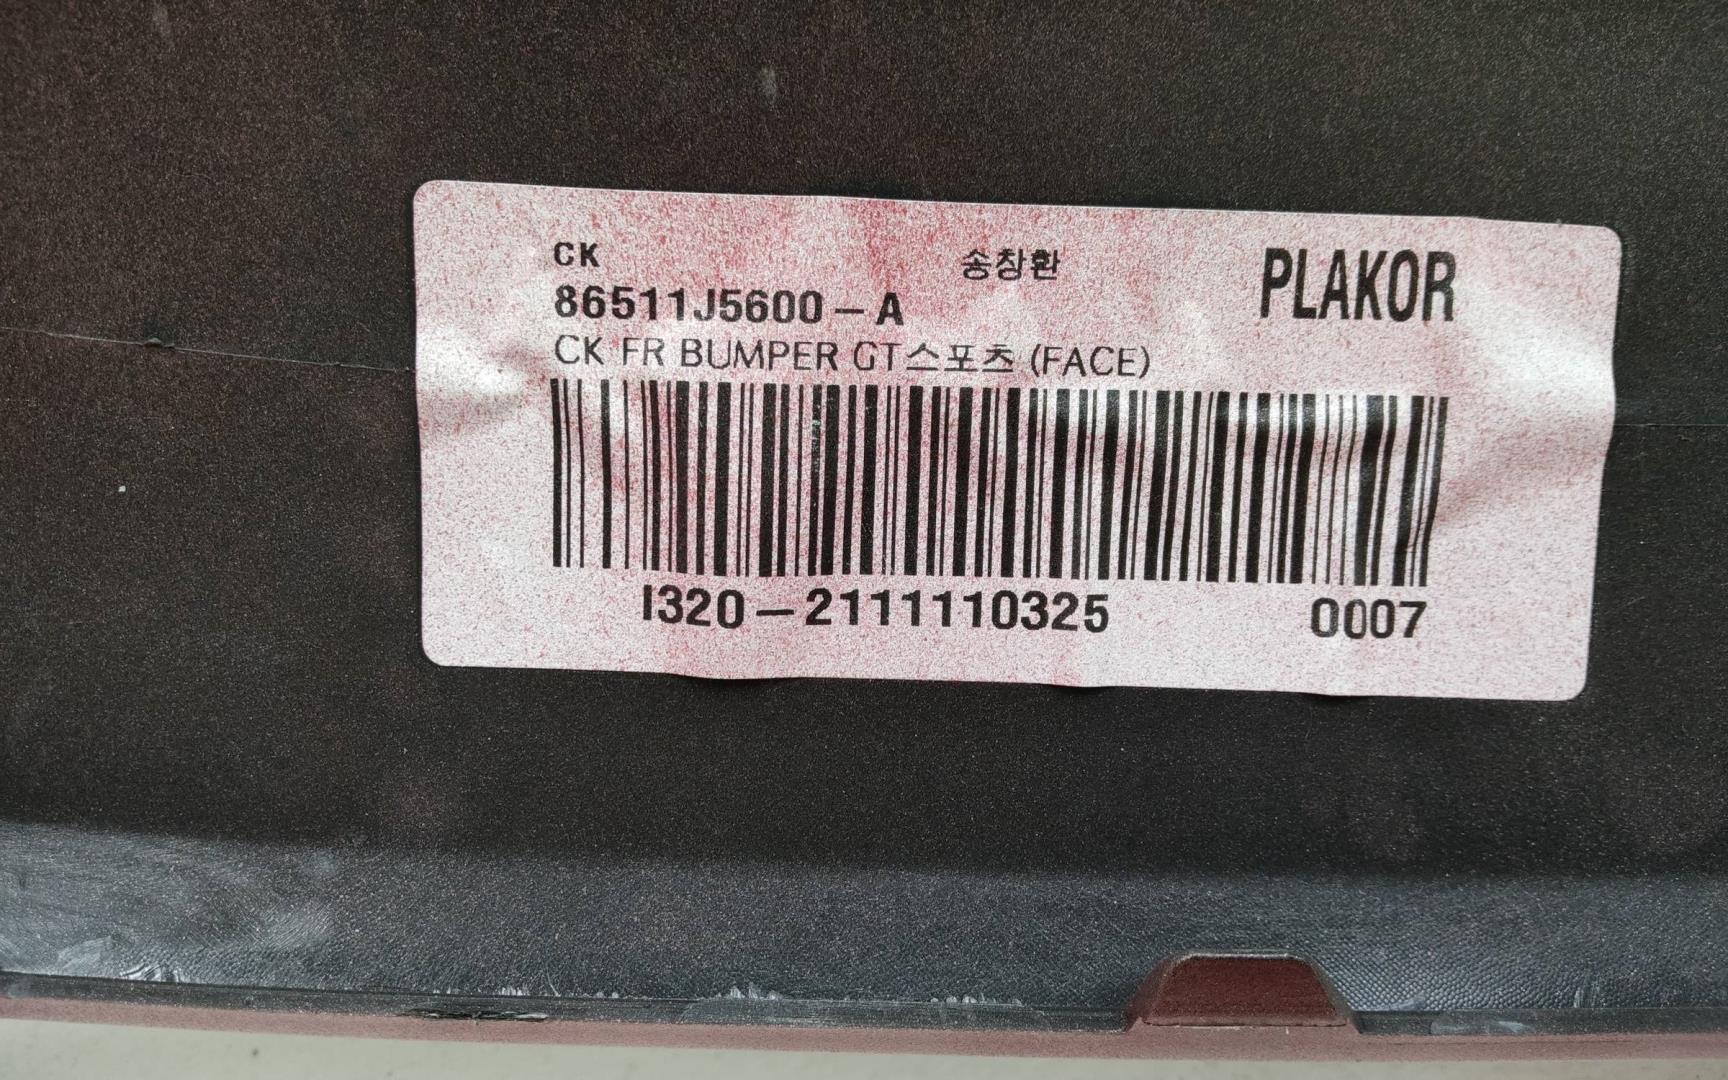 CK 송창환 PLAKOR
86511J5600-A
CK FR BUMPER GT스포츠 (FACE)
I320-2111110325 0007